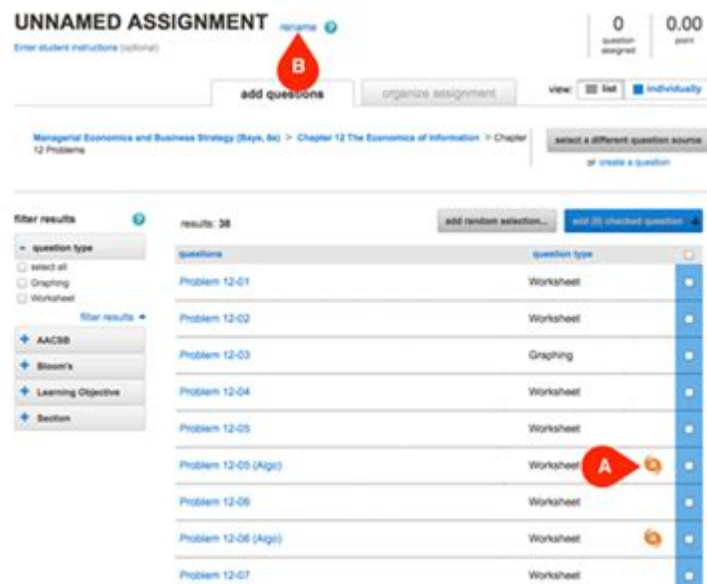 UNNAMED ASSIGNMENT rename ?
0 0.00
question assigned point
Enter student instructions (optional)
B
add questions organize assignment view: list individually
Managerial Economics and Business Strategy (Baye, 8e) > Chapter 12 The Economics of Information > Chapter
12 Problems
select a different question source
or create a question
filter results ?
results: 38 add random selection... add (0) checked question
question type
questions question type
select all
Graphing
Worksheet
filter results
AACSB
Bloom's
Learning Objective
Section
Problem 12-01 Worksheet
Problem 12-02 Worksheet
Problem 12-03 Graphing
Problem 12-04 Worksheet
Problem 12-05 Worksheet
Problem 12-05 (Algo) Worksheet A
Problem 12-06 Worksheet
Problem 12-06 (Algo) Worksheet
Problem 12-07 Worksheet